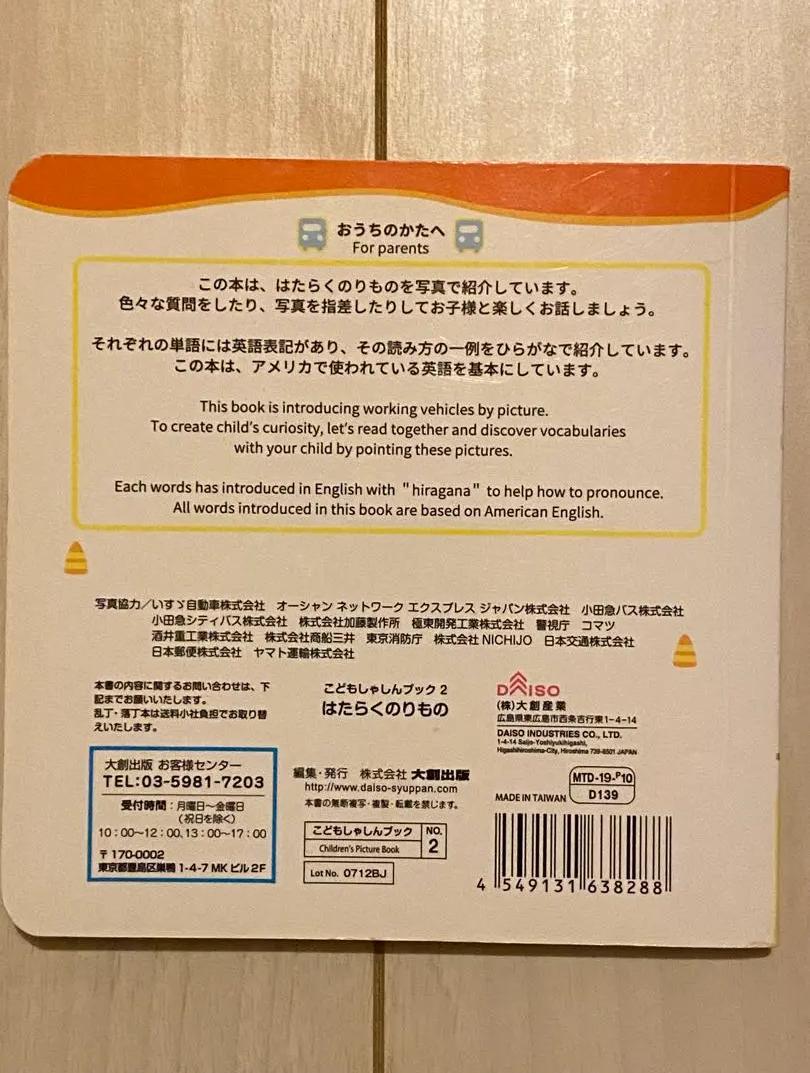 おうちのかたへ
For parents
この本は、はたらくのりものを写真で紹介しています。
色々な質問をしたり、写真を指差したりしてお子様と楽しくお話しましょう。
それぞれの単語には英語表記があり、その読み方の一例をひらがなで紹介しています。
この本は、アメリカで使われている英語を基本にしています。
This book is introducing working vehicles by picture.
To create child's curiosity, let's read together and discover vocabularies
with your child by pointing these pictures.
Each words has introduced in English with "hiragana" to help how to pronounce.
All words introduced in this book are based on American English.
写真協力／いすゞ自動車株式会社 オーシャン ネットワーク エクスプレス ジャパン株式会社 小田急バス株式会社
小田急シティバス株式会社 株式会社加藤製作所 極東開発工業株式会社 警視庁 コマツ
酒井重工業株式会社 株式会社商船三井 東京消防庁 株式会社 NICHIJO 日本交通株式会社
日本郵便株式会社 ヤマト運輸株式会社
本書の内容に関するお問い合わせは、下
記までお願いいたします。
乱丁・落丁本は送料小社負担でお取り替
えいたします。
大創出版 お客様センター
TEL:03-5981-7203
受付時間：月曜日～金曜日
(祝日を除く)
10：00～12：00、13：00～17：00
〒170-0002
東京都豊島区巣鴨 1-4-7 MK ビル 2F
こどもしゃしんブック 2
はたらくのりもの
編集・発行 株式会社 大創出版
http://www.daiso-syuppan.com
本書の無断複写・複製・転載を禁じます。
こどもしゃしんブック
Children's Picture Book
NO.
2
Lot No. 0712BJ
DAISO
(株)大創産業
広島県東広島市西条吉行東1-4-14
DAISO INDUSTRIES CO., LTD.
1-4-14 Saijo-Yoshiyukihigashi,
Higashihiroshima-City, Hiroshima 739-8501 JAPAN
MADE IN TAIWAN
MTD-19-P10
D139
4 549131 638288